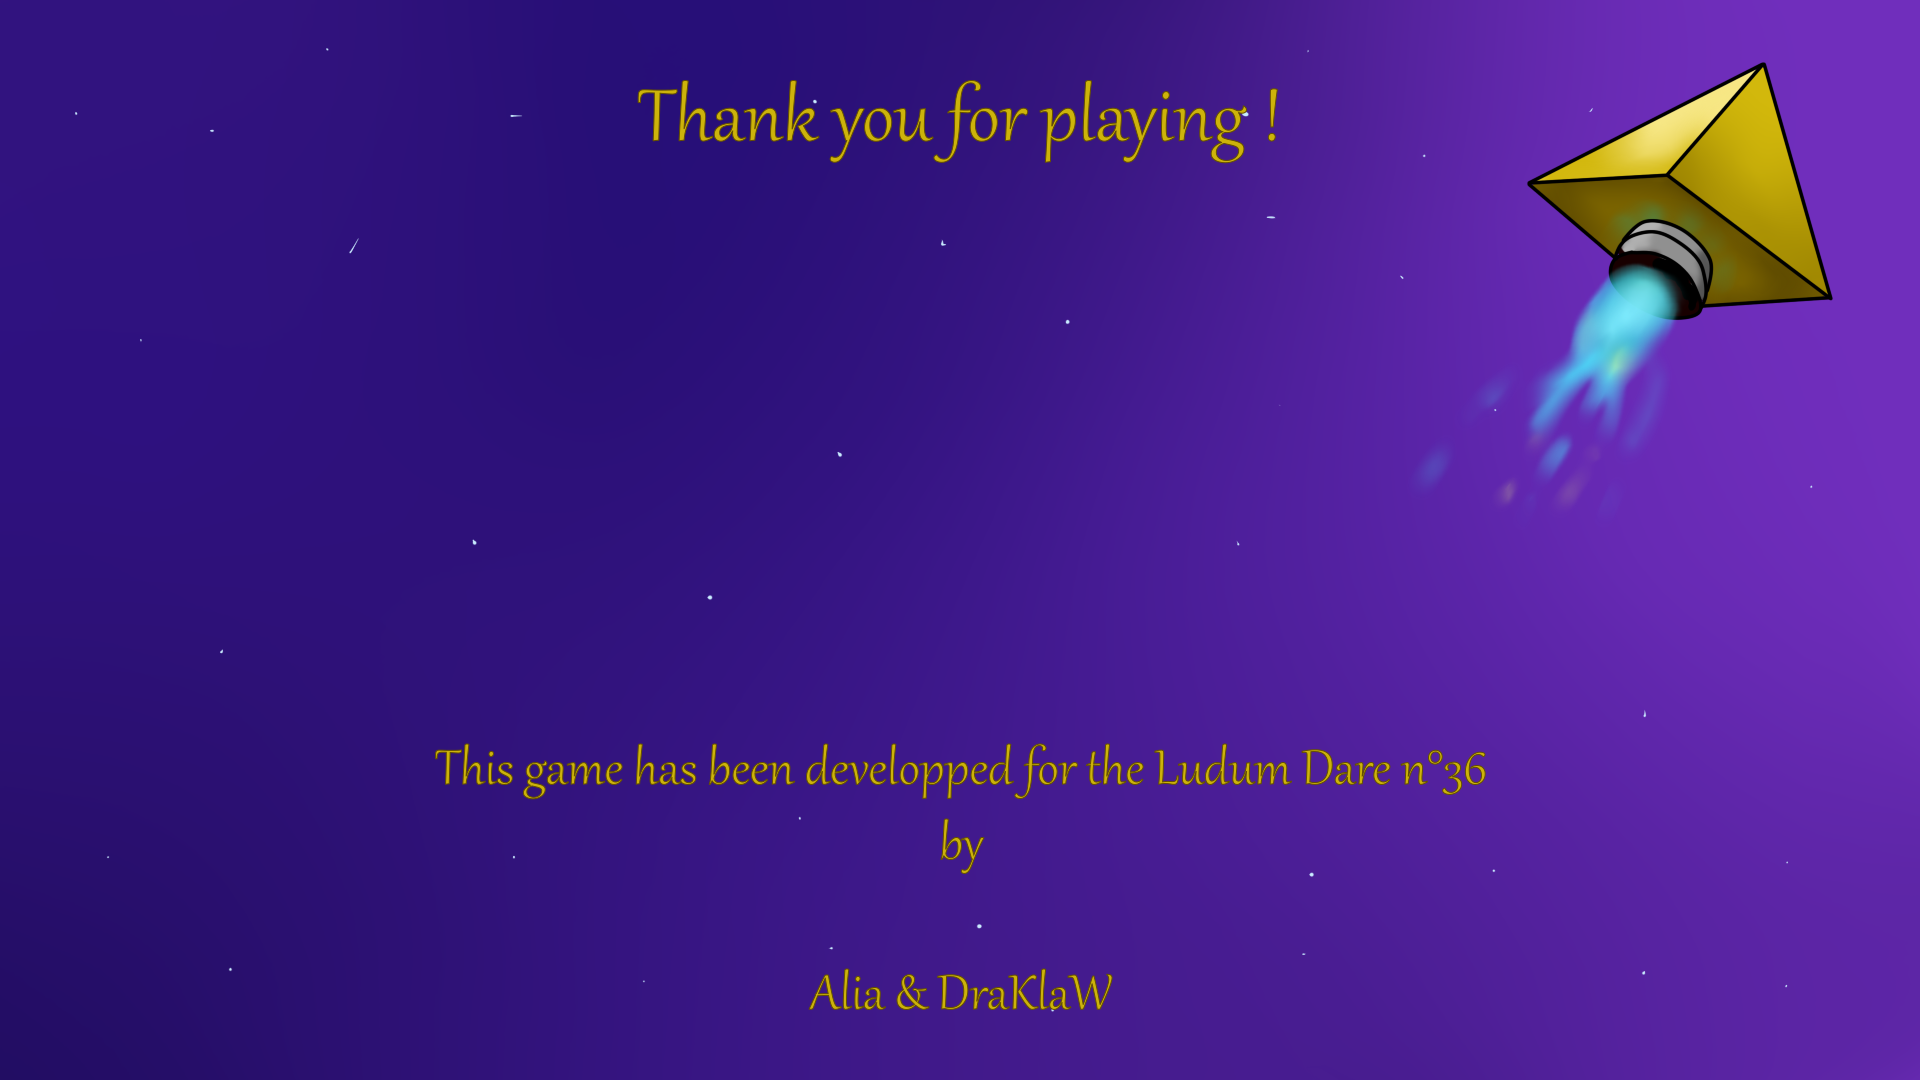 Thank you for playing !
This game has been developped for the Ludum Dare n°36
by
Alia & DraKlaW